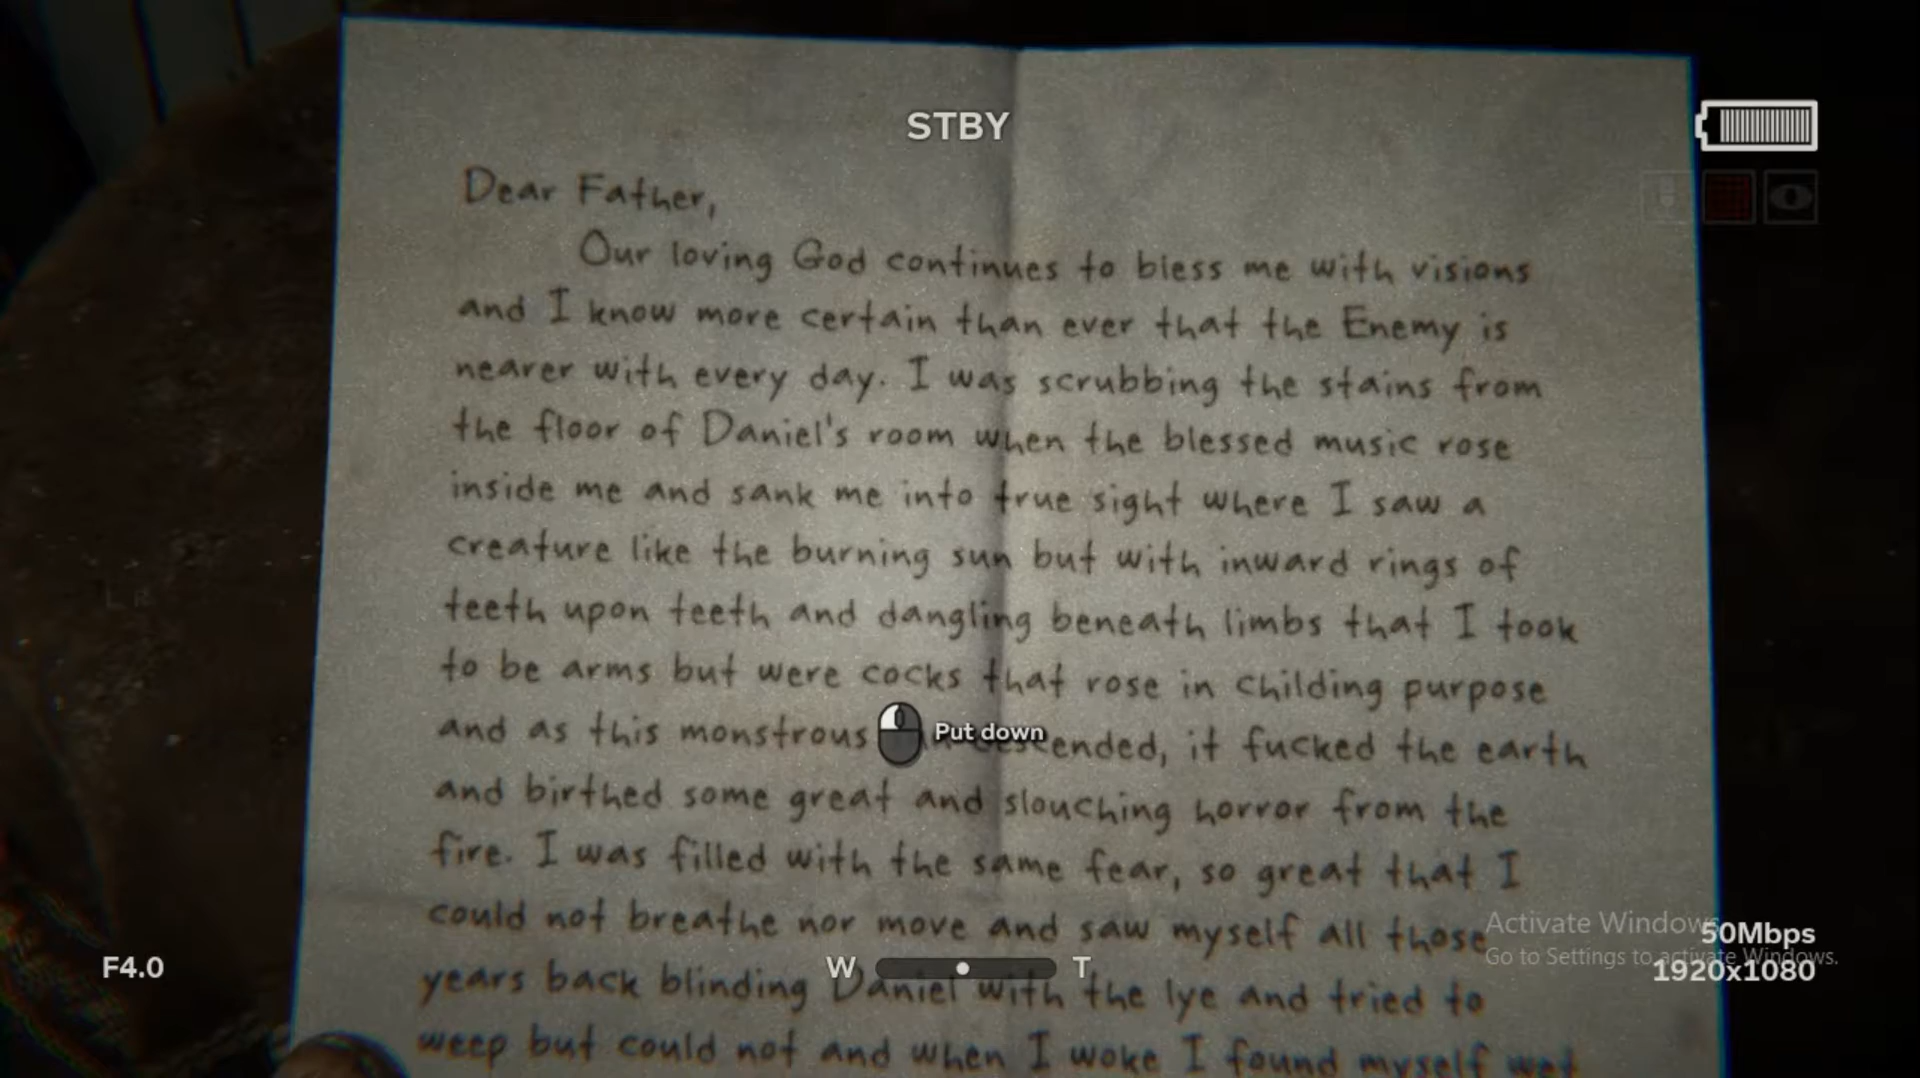 STBY
Dear Father,
Our loving God continues to bless me with visions
and I know more certain than ever that the Enemy is
nearer with every day. I was scrubbing the stains from
the floor of Daniel's room when the blessed music rose
inside me and sank me into true sight where I saw a
creature like the burning sun but with inward rings of
teeth upon teeth and dangling beneath limbs that I took
to be arms but were cocks that rose in childing purpose
and as this monstrous descended, it fucked the earth
Put down
and birthed some great and slouching horror from the
fire. I was filled with the same fear, so great that I
could not breathe nor move and saw myself all those
years back blinding Daniel with the lye and tried to
weep but could not and when I woke I found myself wet
Activate Windows
Go to Settings to activate Windows.
50Mbps
1920x1080
F4.0
W
T